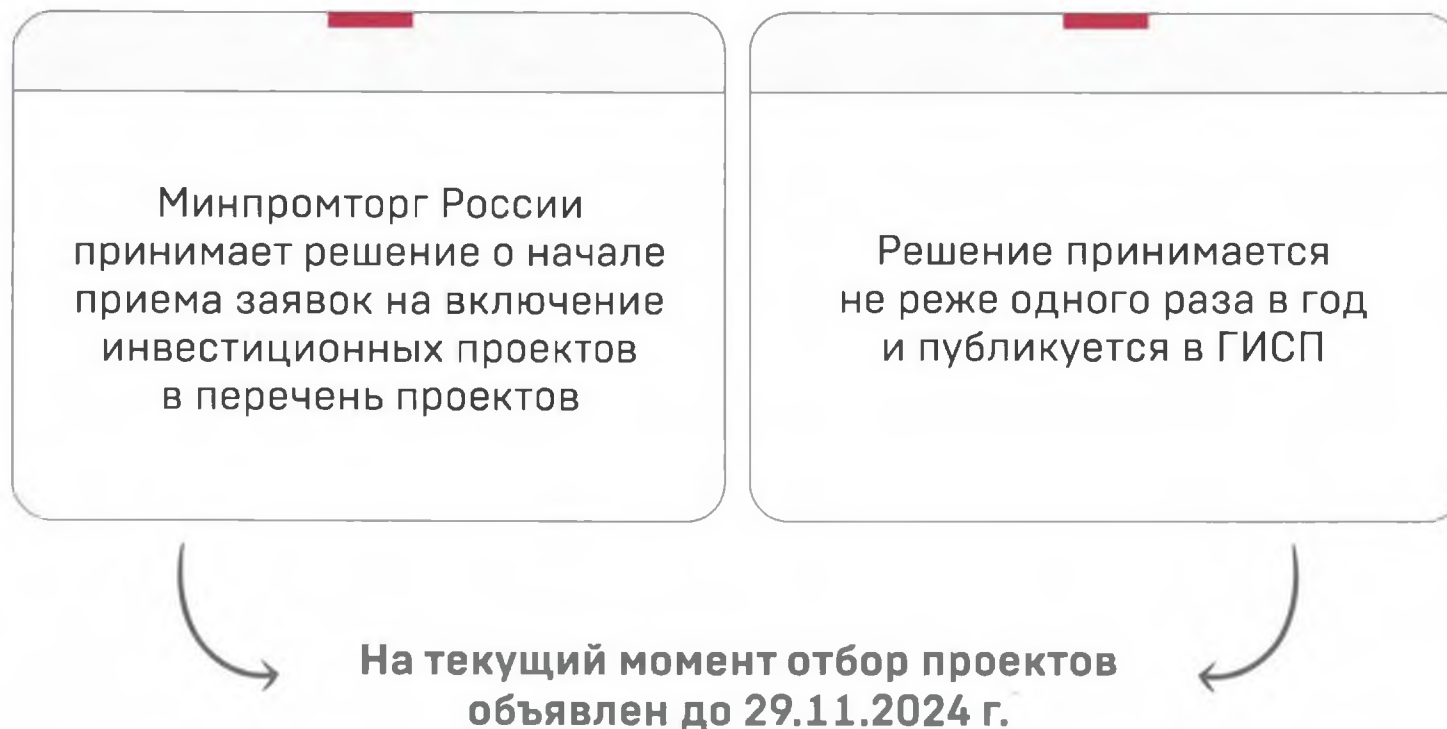 Минпромторг России
принимает решение о начале
приема заявок на включение
инвестиционных проектов
в перечень проектов
Решение принимается
не реже одного раза в год
и публикуется в ГИСП
На текущий момент отбор проектов
объявлен до 29.11.2024 г.